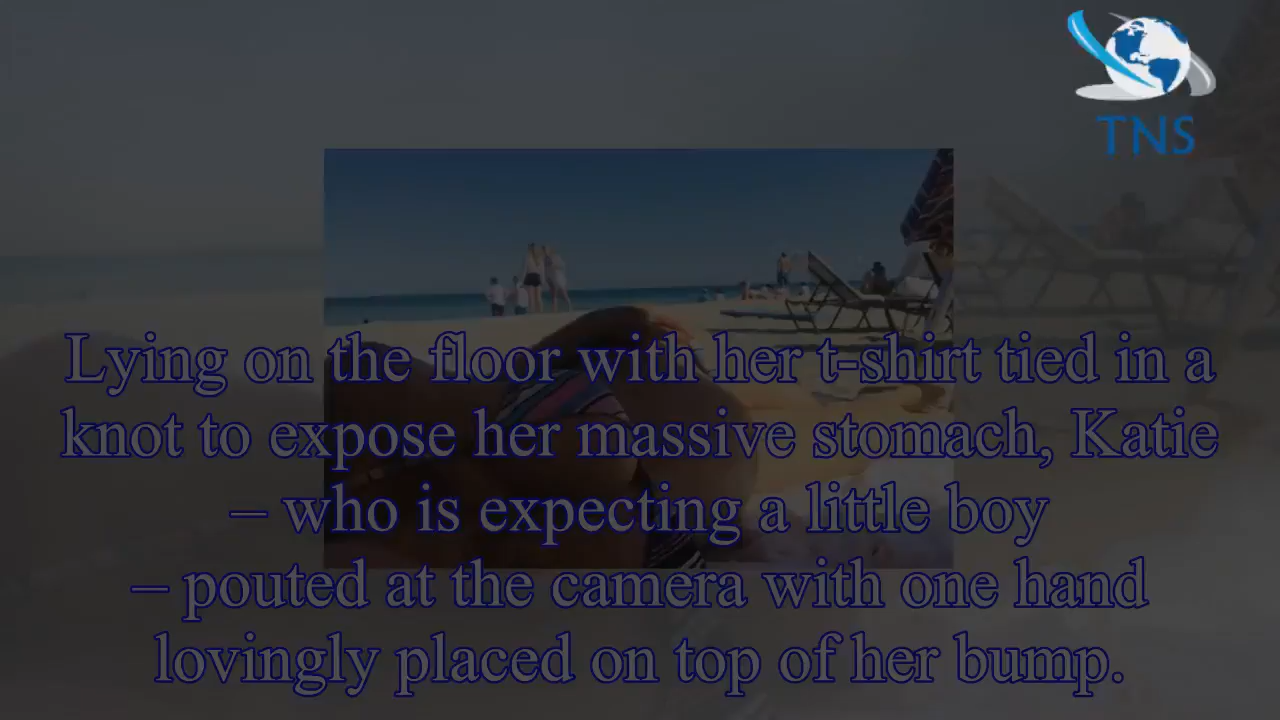 TNS
Lying on the floor with her t-shirt tied in a
knot to expose her massive stomach, Katie
– who is expecting a little boy
– pouted at the camera with one hand
lovingly placed on top of her bump.